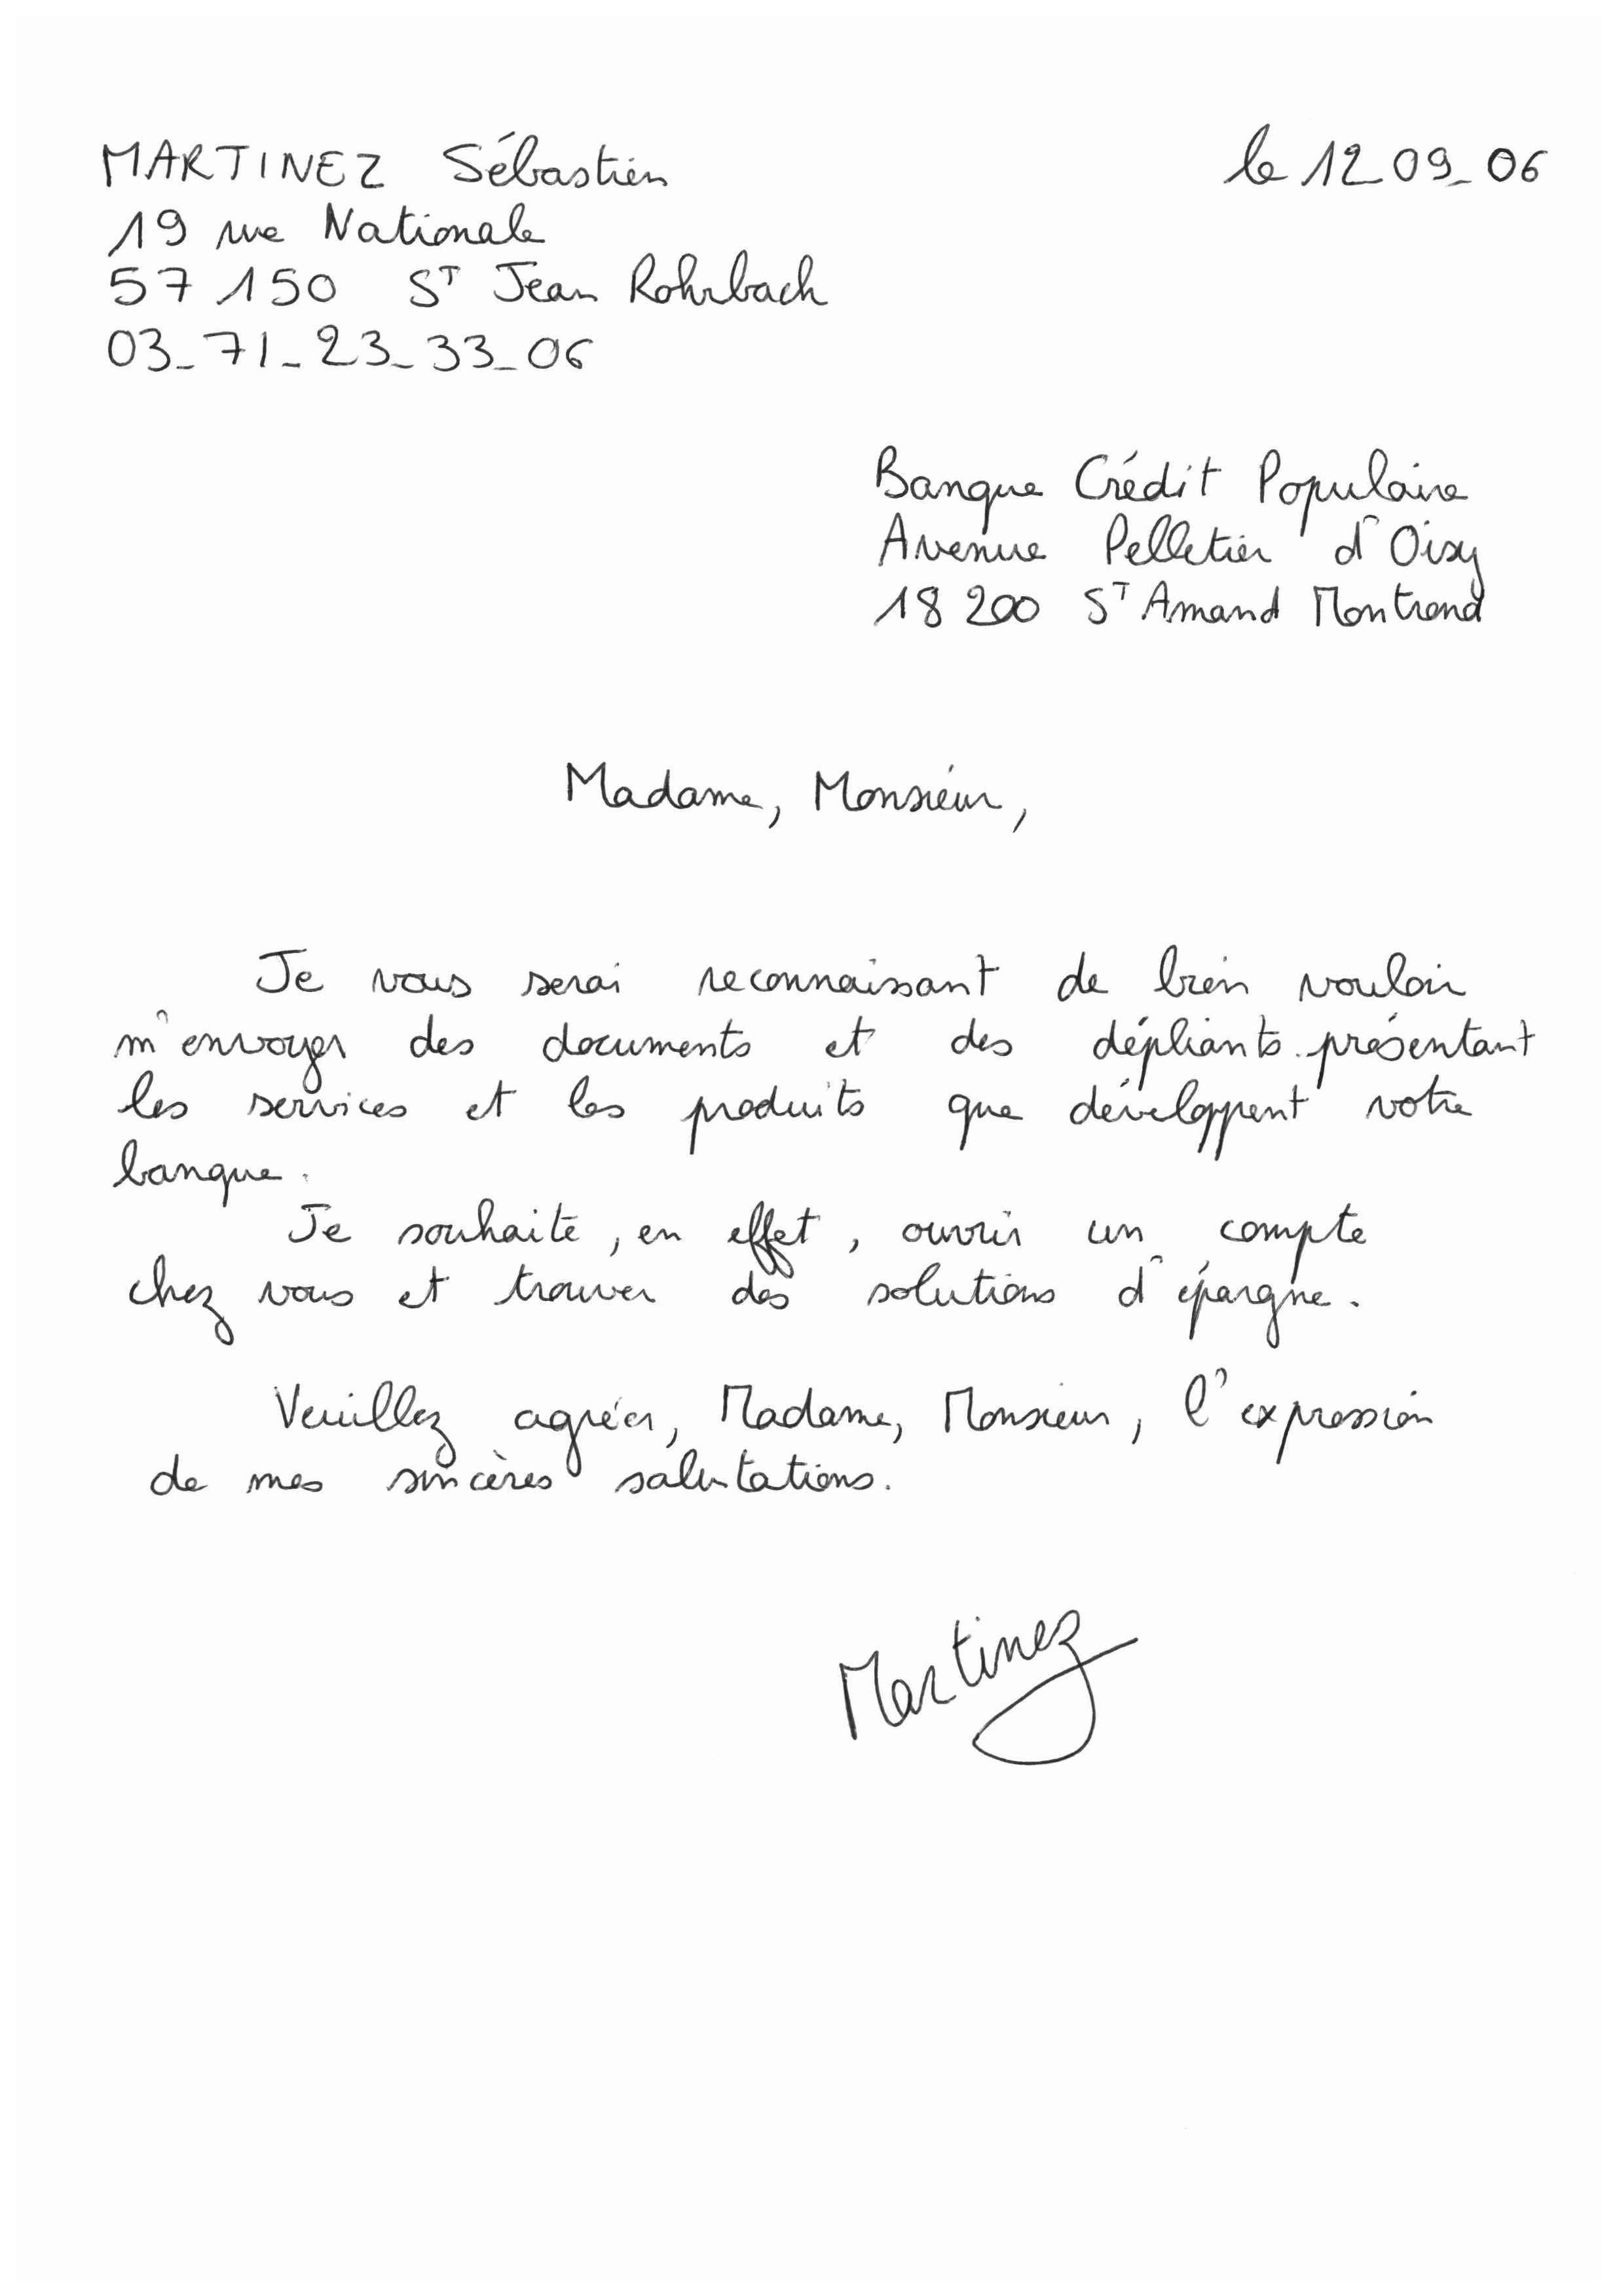 MARTINEZ Sébastien
le 12_09_06
19 rue Nationale
57 150 ST Jean Rohrbach
03_71_23_33_06
Banque Crédit Populaire
Avenue Pelletier d'Oisy
18 200 ST Amand Montrond
Madame, Monsieur,
Je vous serai reconnaissant de bien vouloir
m'envoyer des documents et des dépliants présentant
les services et les produits que développent votre
banque.
Je souhaite, en effet, ouvrir un compte
chez vous et trouver des solutions d'épargne.
Veuillez agréer, Madame, Monsieur, l'expression
de mes sincères salutations.
Martinez